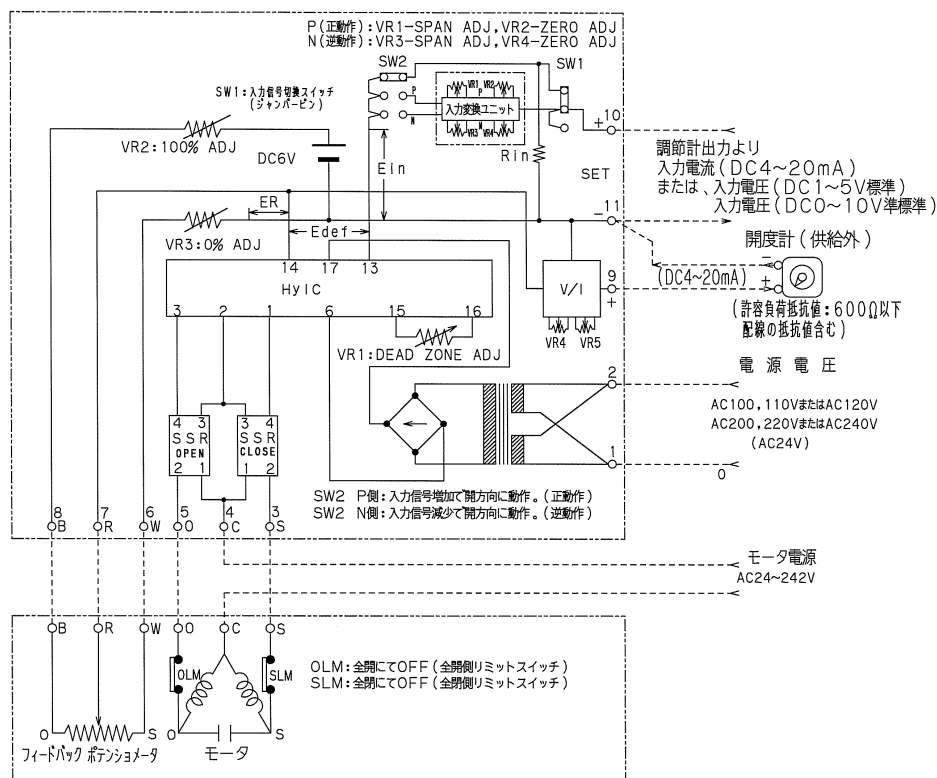 P(正動作):VR1-SPAN ADJ,VR2-ZERO ADJ
N(逆動作):VR3-SPAN ADJ,VR4-ZERO ADJ
SW2
SW1
SW1:入力信号切換スイッチ
(ジャンパーピン)
VR1 VR2
P
P
入力変換ユニット
N
N
VR3 VR4
10
+
VR2:100% ADJ
DC6V
Ein
Rin
SET
調節計出力より
入力電流(DC4~20mA)
または、入力電圧(DC1~5V標準)
入力電圧(DC0~10V準標準)
ER
-11
VR3:0% ADJ
Edef
開度計(供給外)
14 17 13
HyIC
3 2 1 6 15 16
V/I
9
+
(DC4~20mA)
-
+
(許容負荷抵抗値:600Ω以下
配線の抵抗値含む)
VR4 VR5
VR1:DEAD ZONE ADJ
電源電圧
2
AC100,110VまたはAC120V
AC200,220VまたはAC240V
(AC24V)
1
0
4 3
SSR
OPEN
2 1
3 4
SSR
CLOSE
1 2
SW2 P側:入力信号増加で開方向に動作。(正動作)
SW2 N側:入力信号減少で開方向に動作。(逆動作)
8 7 6 5 4 3
B R W O C S
モータ電源
AC24~242V
B R W O C S
OLM
SLM
OLM:全開にてOFF(全開側リミットスイッチ)
SLM:全閉にてOFF(全閉側リミットスイッチ)
O S
O S
フィードバック ポテンショメータ
モータ